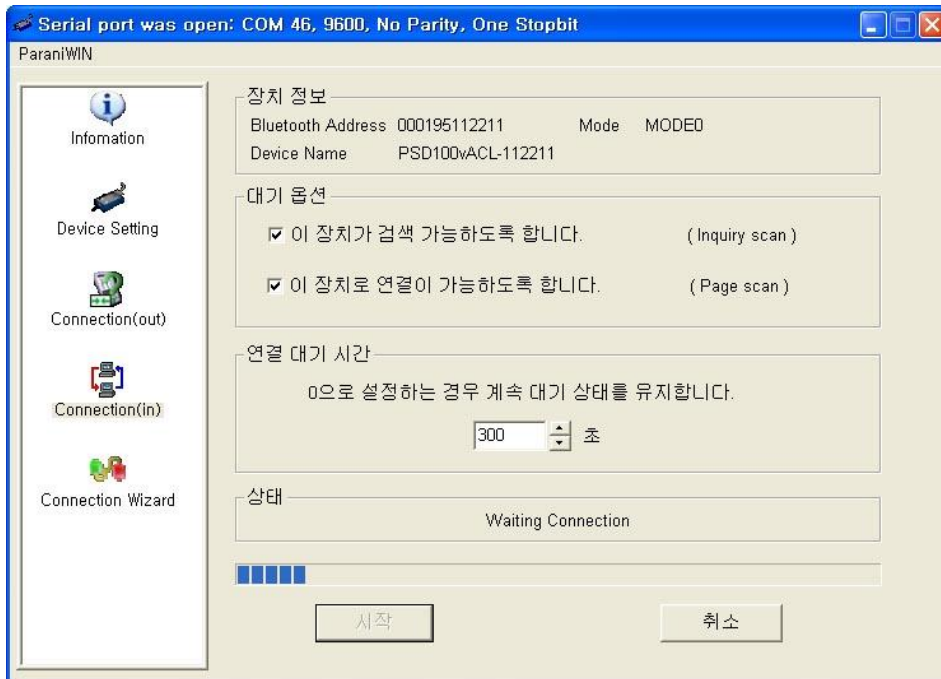 Serial port was open: COM 46, 9600, No Parity, One Stopbit
ParaniWIN
Infomation
Device Setting
Connection(out)
Connection(in)
Connection Wizard
장치 정보
Bluetooth Address 000195112211 Mode MODE0
Device Name PSD100vACL-112211
대기 옵션
이 장치가 검색 가능하도록 합니다. ( Inquiry scan )
이 장치로 연결이 가능하도록 합니다. ( Page scan )
연결 대기 시간
0으로 설정하는 경우 계속 대기 상태를 유지합니다.
300 초
상태
Waiting Connection
시작 취소